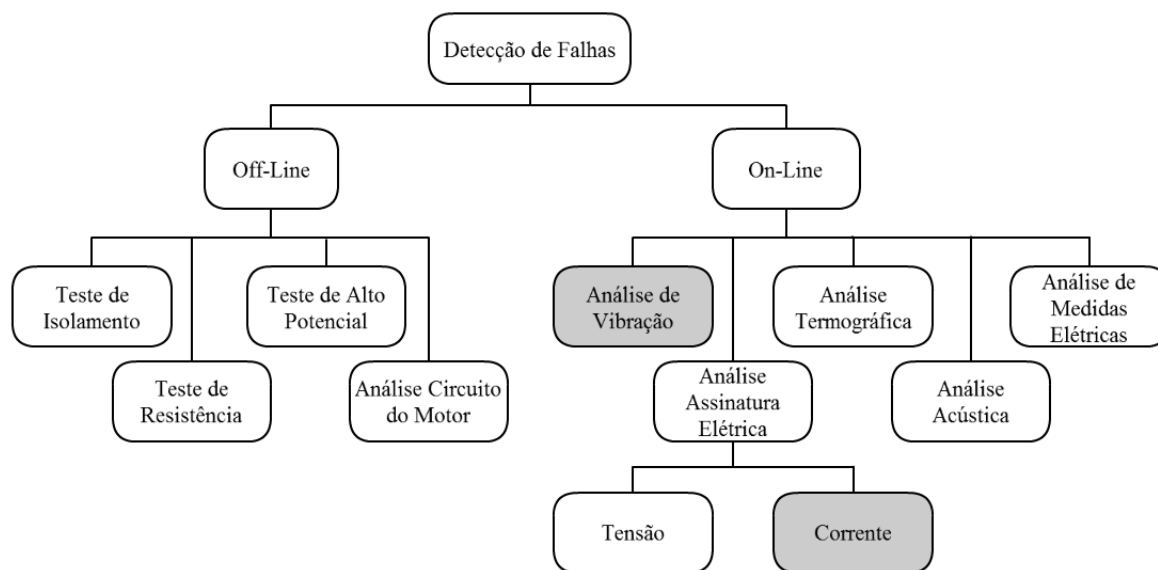 Detecção de Falhas
Off-Line
On-Line
Teste de
Isolamento
Teste de Alto
Potencial
Análise de
Vibração
Análise
Termográfica
Análise de
Medidas
Elétricas
Teste de
Resistência
Análise Circuito
do Motor
Análise
Assinatura
Elétrica
Análise
Acústica
Tensão
Corrente